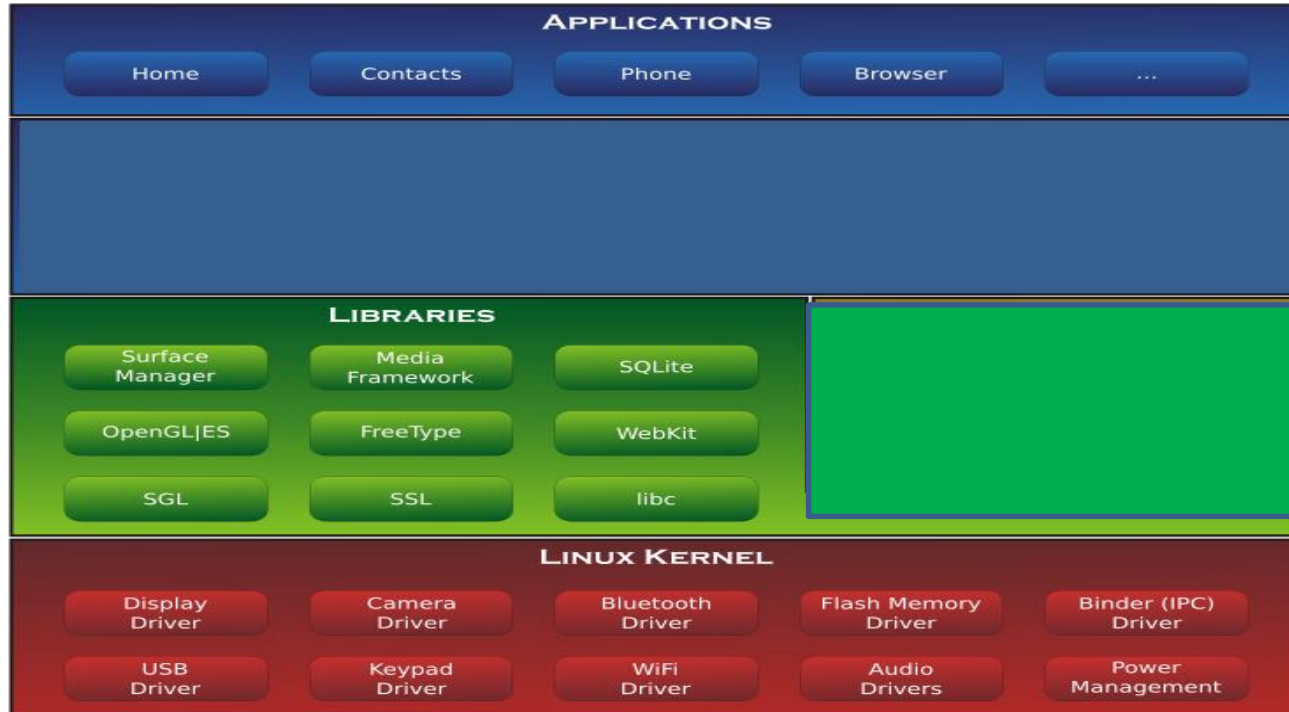 APPLICATIONS
Home Contacts Phone Browser ...
LIBRARIES
Surface Manager
Media Framework
SQLite
OpenGL|ES FreeType WebKit
SGL SSL libc
LINUX KERNEL
Display Driver
Camera Driver
Bluetooth Driver
Flash Memory Driver
Binder (IPC) Driver
USB Driver
Keypad Driver
WiFi Driver
Audio Drivers
Power Management